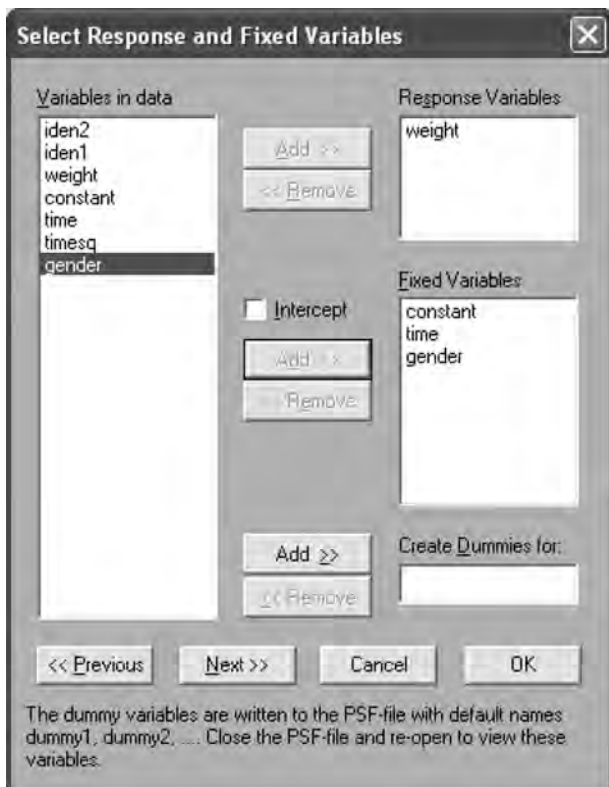 Select Response and Fixed Variables
Variables in data
iden2
iden1
weight
constant
time
timesq
gender
Add >>
<< Remove
Response Variables
weight
Intercept
Add >>
<< Remove
Fixed Variables
constant
time
gender
Add >>
<< Remove
Create Dummies for:
<< Previous
Next >>
Cancel
OK
The dummy variables are written to the PSF-file with default names
dummy1, dummy2, .... Close the PSF-file and re-open to view these
variables.